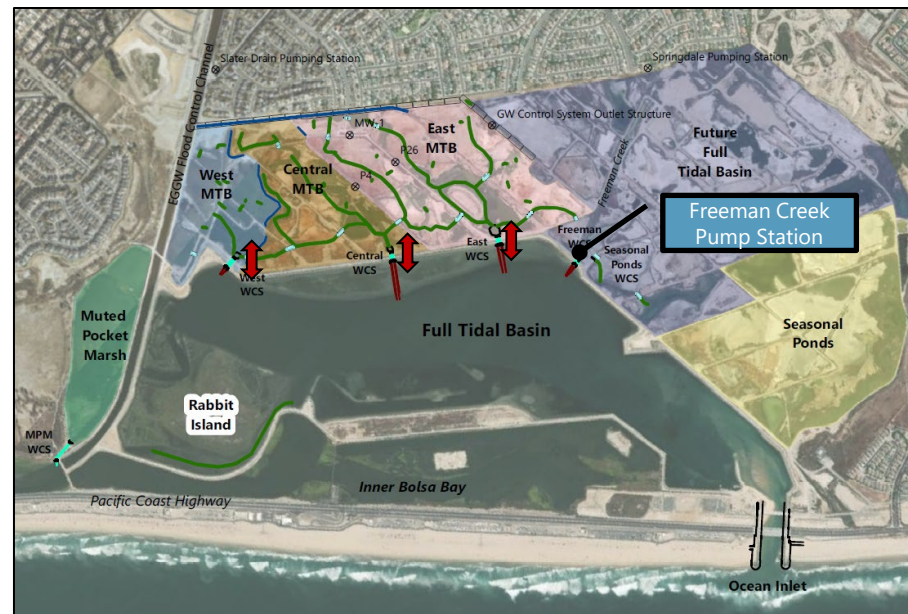 Slater Drain Pumping Station
Springdale Pumping Station
EGGW Flood Control Channel
MW-1
GW Control System Outlet Structure
East
MTB
P26
Central
MTB
West
MTB
P4
Future
Full
Tidal Basin
Freeman Creek
Freeman Creek
Pump Station
Freeman
WCS
East
WCS
Central
WCS
West
WCS
Seasonal
Ponds
WCS
Muted
Pocket
Marsh
Full Tidal Basin
Seasonal
Ponds
Rabbit
Island
MPM
WCS
Inner Bolsa Bay
Pacific Coast Highway
Ocean Inlet